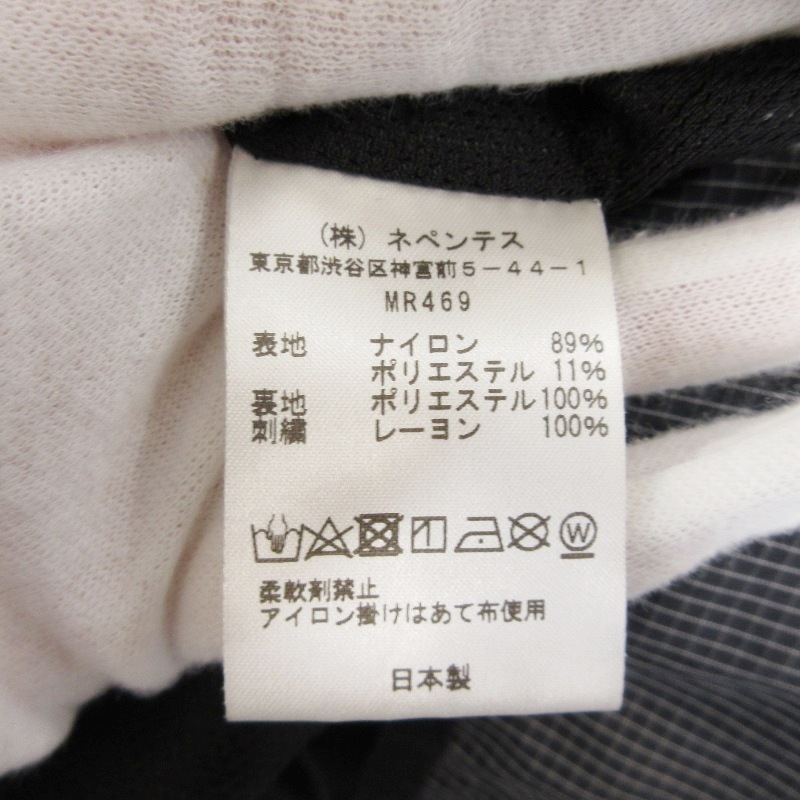 （株）ネペンテス
東京都渋谷区神宮前５－４４－１
MR469
表地 ナイロン 89%
ポリエステル 11%
裏地 ポリエステル100%
刺繍 レーヨン 100%
W
柔軟剤禁止
アイロン掛けはあて布使用
日本製